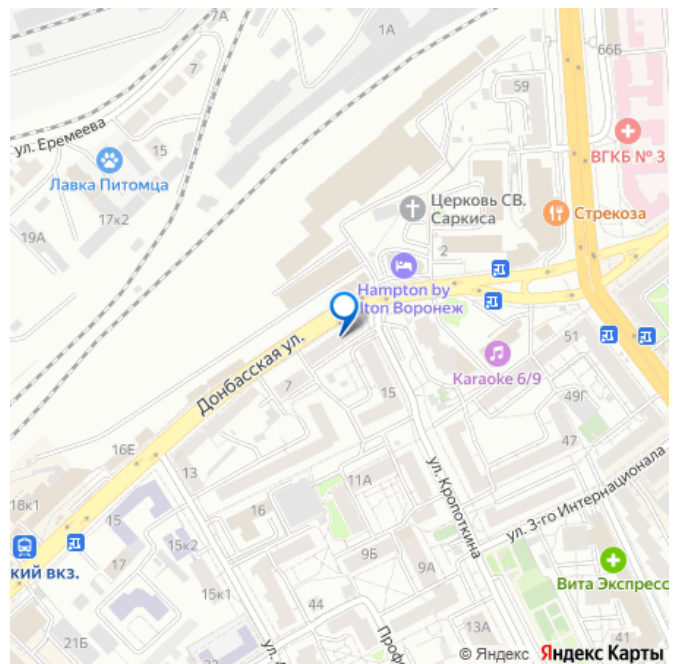 7А
1А
66Б
7
59
ул. Еремеева
15
ВГКБ № 3
Лавка Питомца
Церковь СВ.
Саркиса
Стрекоза
17к2
19А
2
Hampton by
lton Воронеж
51
Донбасская ул.
Karaoke 6/9
7
15
49Г
16Е
47
13
ул. Кропоткина
ул. 3-го Интернационала
11А
18к1
15
16
15к2
9Б
9А
кий вкз.
17
Вита Экспресс
15к1
44
13А
21Б
ул. Л
Проф
41
© Яндекс Яндекс Карты